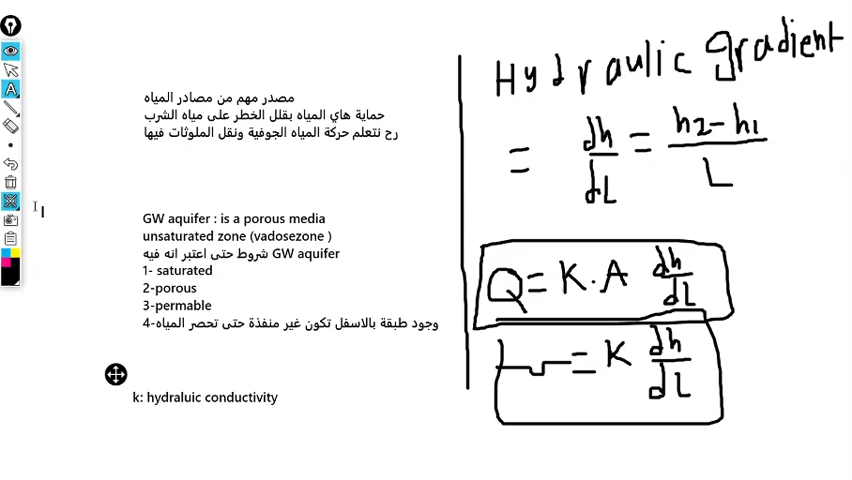 مصدر مهم من مصادر المياه
حماية هاي المياه بقلل الخطر على مياه الشرب
رح نتعلم حركة المياه الجوفية ونقل الملوثات فيها
GW aquifer : is a porous media
unsaturated zone (vadosezone )
شروط حتى اعتبر انه فيه GW aquifer
1- saturated
2-porous
3-permable
4-وجود طبقة بالاسفل تكون غير منفذة حتى تحصر المياه
k: hydraluic conductivity
Hydraulic gradient
= dh/dL = h2-h1/L
Q = K.A dh/dL
= K dh/dL